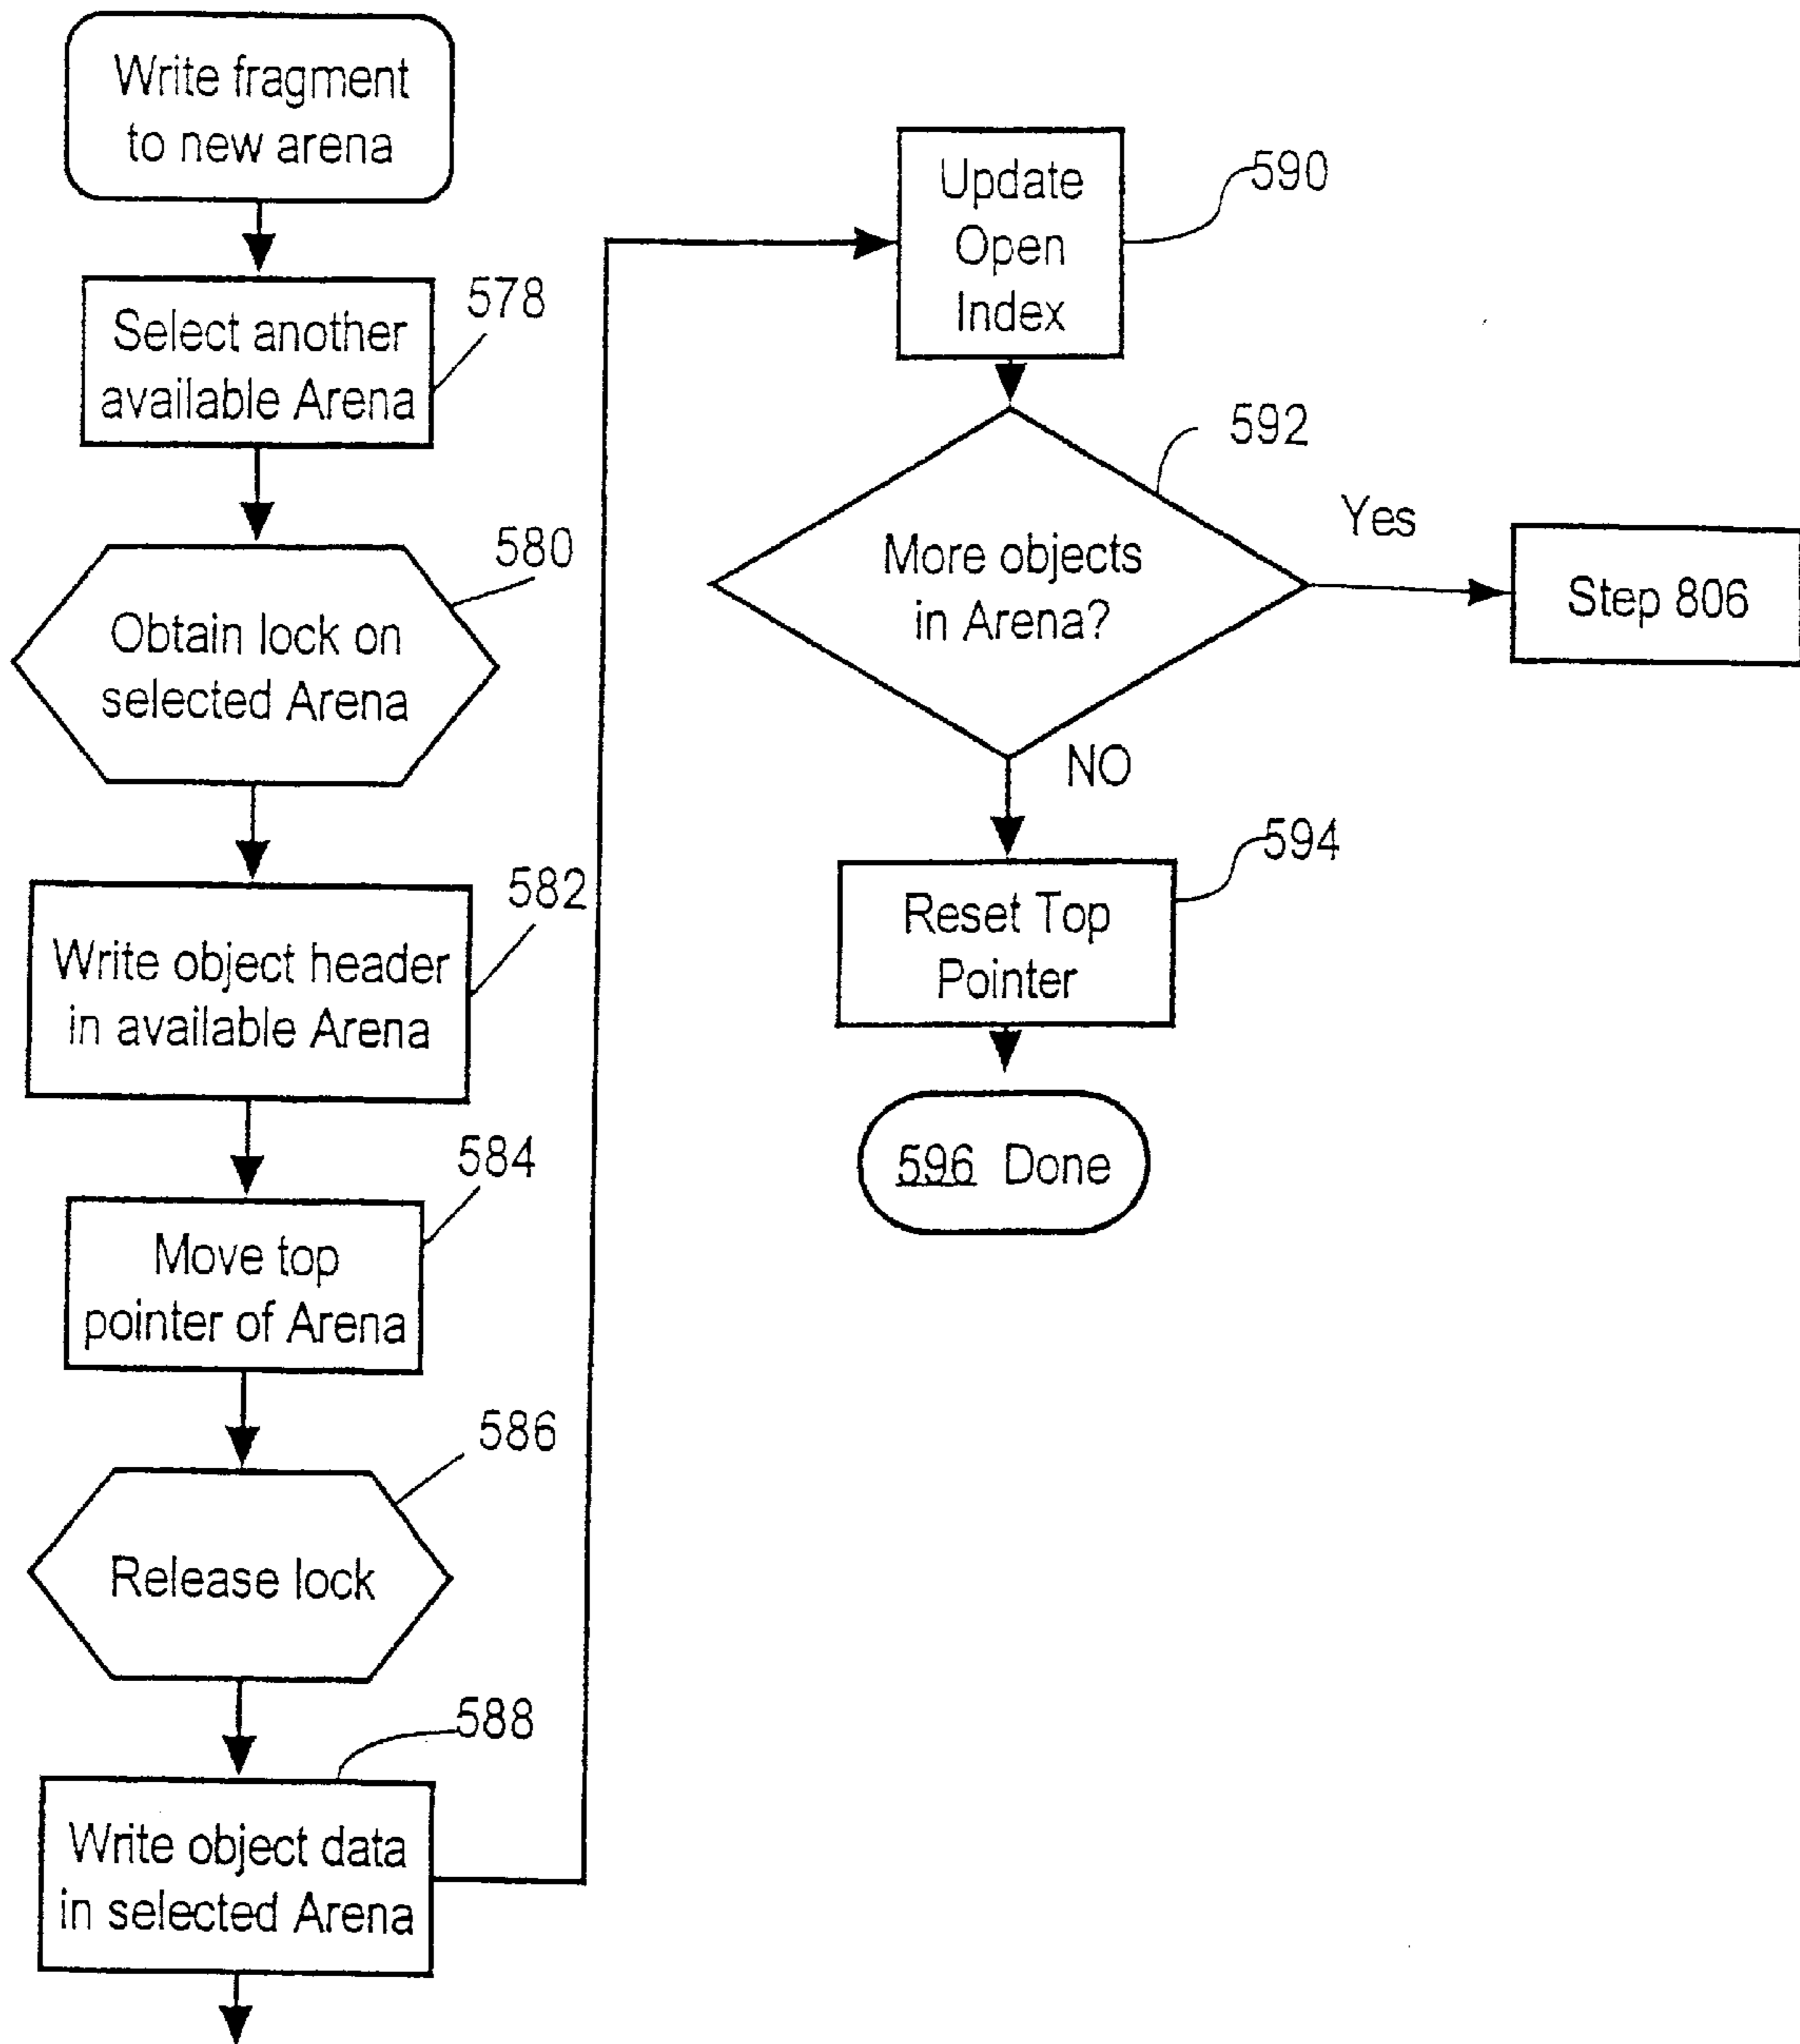 Write fragment
to new arena
578
Select another
available Arena
580
Obtain lock on
selected Arena
582
Write object header
in available Arena
584
Move top
pointer of Arena
586
Release lock
588
Write object data
in selected Arena
590
Update
Open
Index
592
More objects
in Arena?
Yes
Step 806
NO
594
Reset Top
Pointer
596 Done